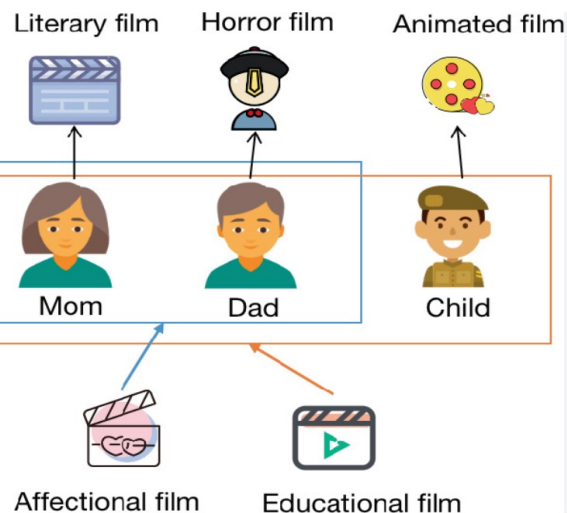 Literary film
Horror film
Animated film
Mom
Dad
Child
Affectional film
Educational film